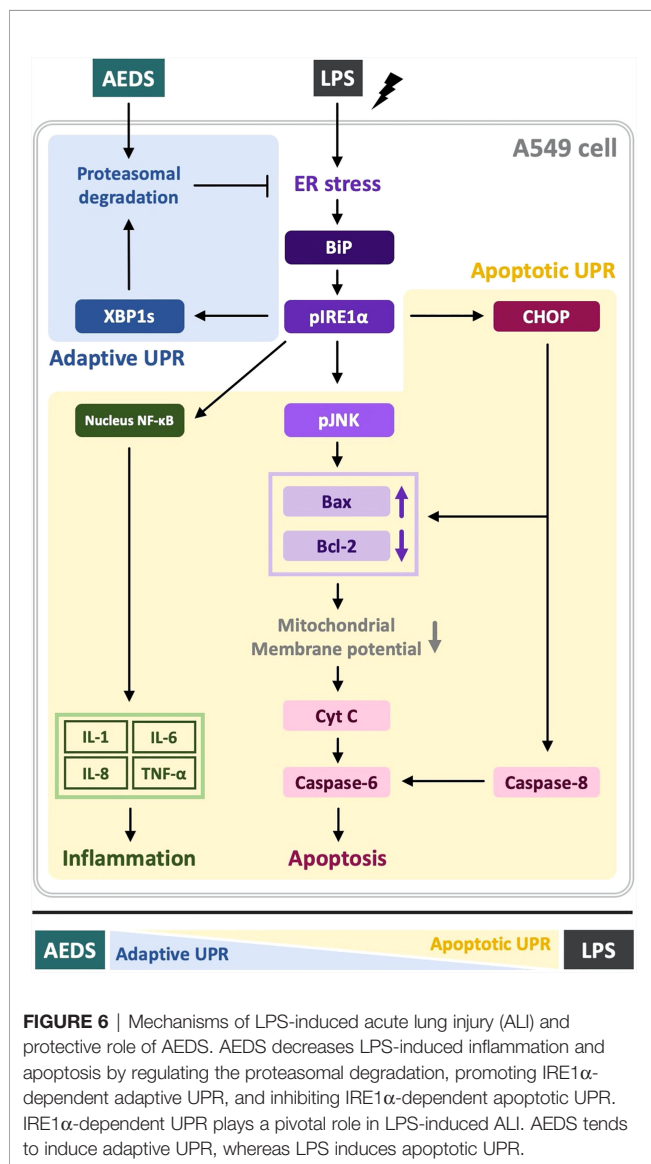 AEDS
LPS
A549 cell
Proteasomal
degradation
ER stress
BiP
Apoptotic UPR
XBP1s
pIRE1α
CHOP
Adaptive UPR
Nucleus NF-κB
pJNK
Bax
Bcl-2
Mitochondrial
Membrane potential
Cyt C
IL-1
IL-6
IL-8
TNF-α
Caspase-6
Caspase-8
Inflammation
Apoptosis
AEDS
Adaptive UPR
Apoptotic UPR
LPS
FIGURE 6 | Mechanisms of LPS-induced acute lung injury (ALI) and
protective role of AEDS. AEDS decreases LPS-induced inflammation and
apoptosis by regulating the proteasomal degradation, promoting IRE1α-
dependent adaptive UPR, and inhibiting IRE1α-dependent apoptotic UPR.
IRE1α-dependent UPR plays a pivotal role in LPS-induced ALI. AEDS tends
to induce adaptive UPR, whereas LPS induces apoptotic UPR.